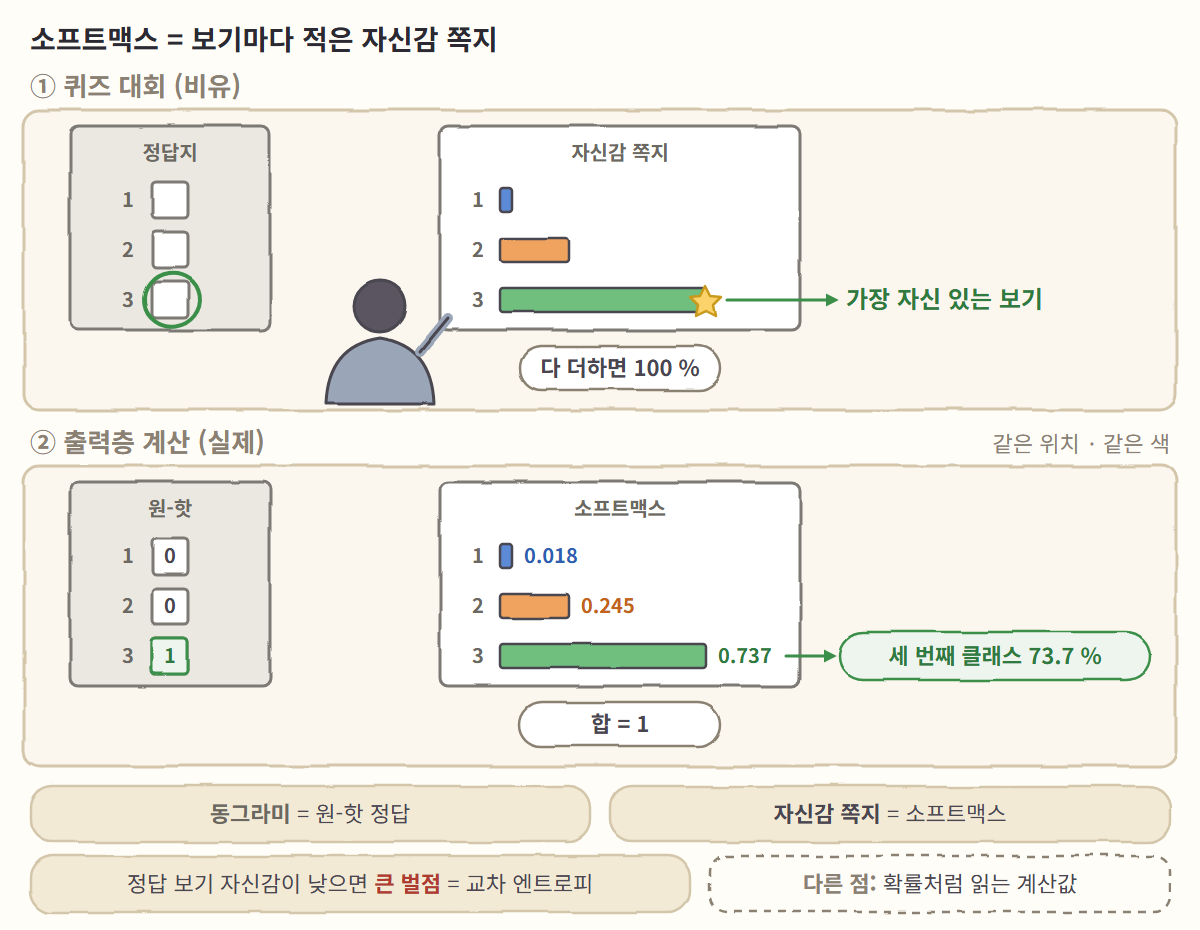 소프트맥스 = 보기마다 적은 자신감 쪽지
① 퀴즈 대회 (비유)
정답지
1
2
3
자신감 쪽지
1
2
3
가장 자신 있는 보기
다 더하면 100 %
② 출력층 계산 (실제)
같은 위치 · 같은 색
원-핫
1 0
2 0
3 1
소프트맥스
1 0.018
2 0.245
3 0.737
세 번째 클래스 73.7 %
합 = 1
동그라미 = 원-핫 정답
자신감 쪽지 = 소프트맥스
정답 보기 자신감이 낮으면 큰 벌점 = 교차 엔트로피
다른 점: 확률처럼 읽는 계산값